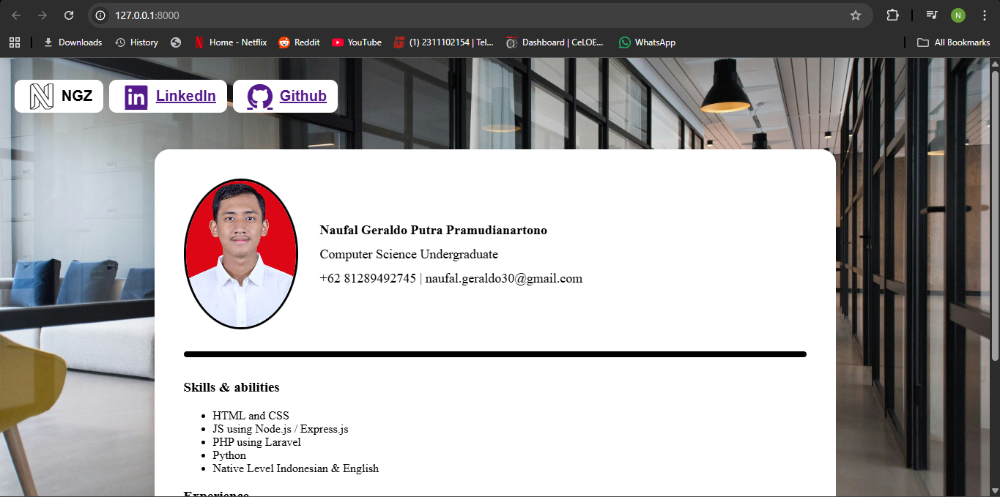 127.0.0.1:8000
N
Downloads
History
Home - Netflix
Reddit
YouTube
(1) 2311102154 | Tel...
Dashboard | CeLOE...
WhatsApp
All Bookmarks
NGZ
LinkedIn
Github
Naufal Geraldo Putra Pramudianartono
Computer Science Undergraduate
+62 81289492745 | naufal.geraldo30@gmail.com
Skills & abilities
HTML and CSS
JS using Node.js / Express.js
PHP using Laravel
Python
Native Level Indonesian & English
Experience